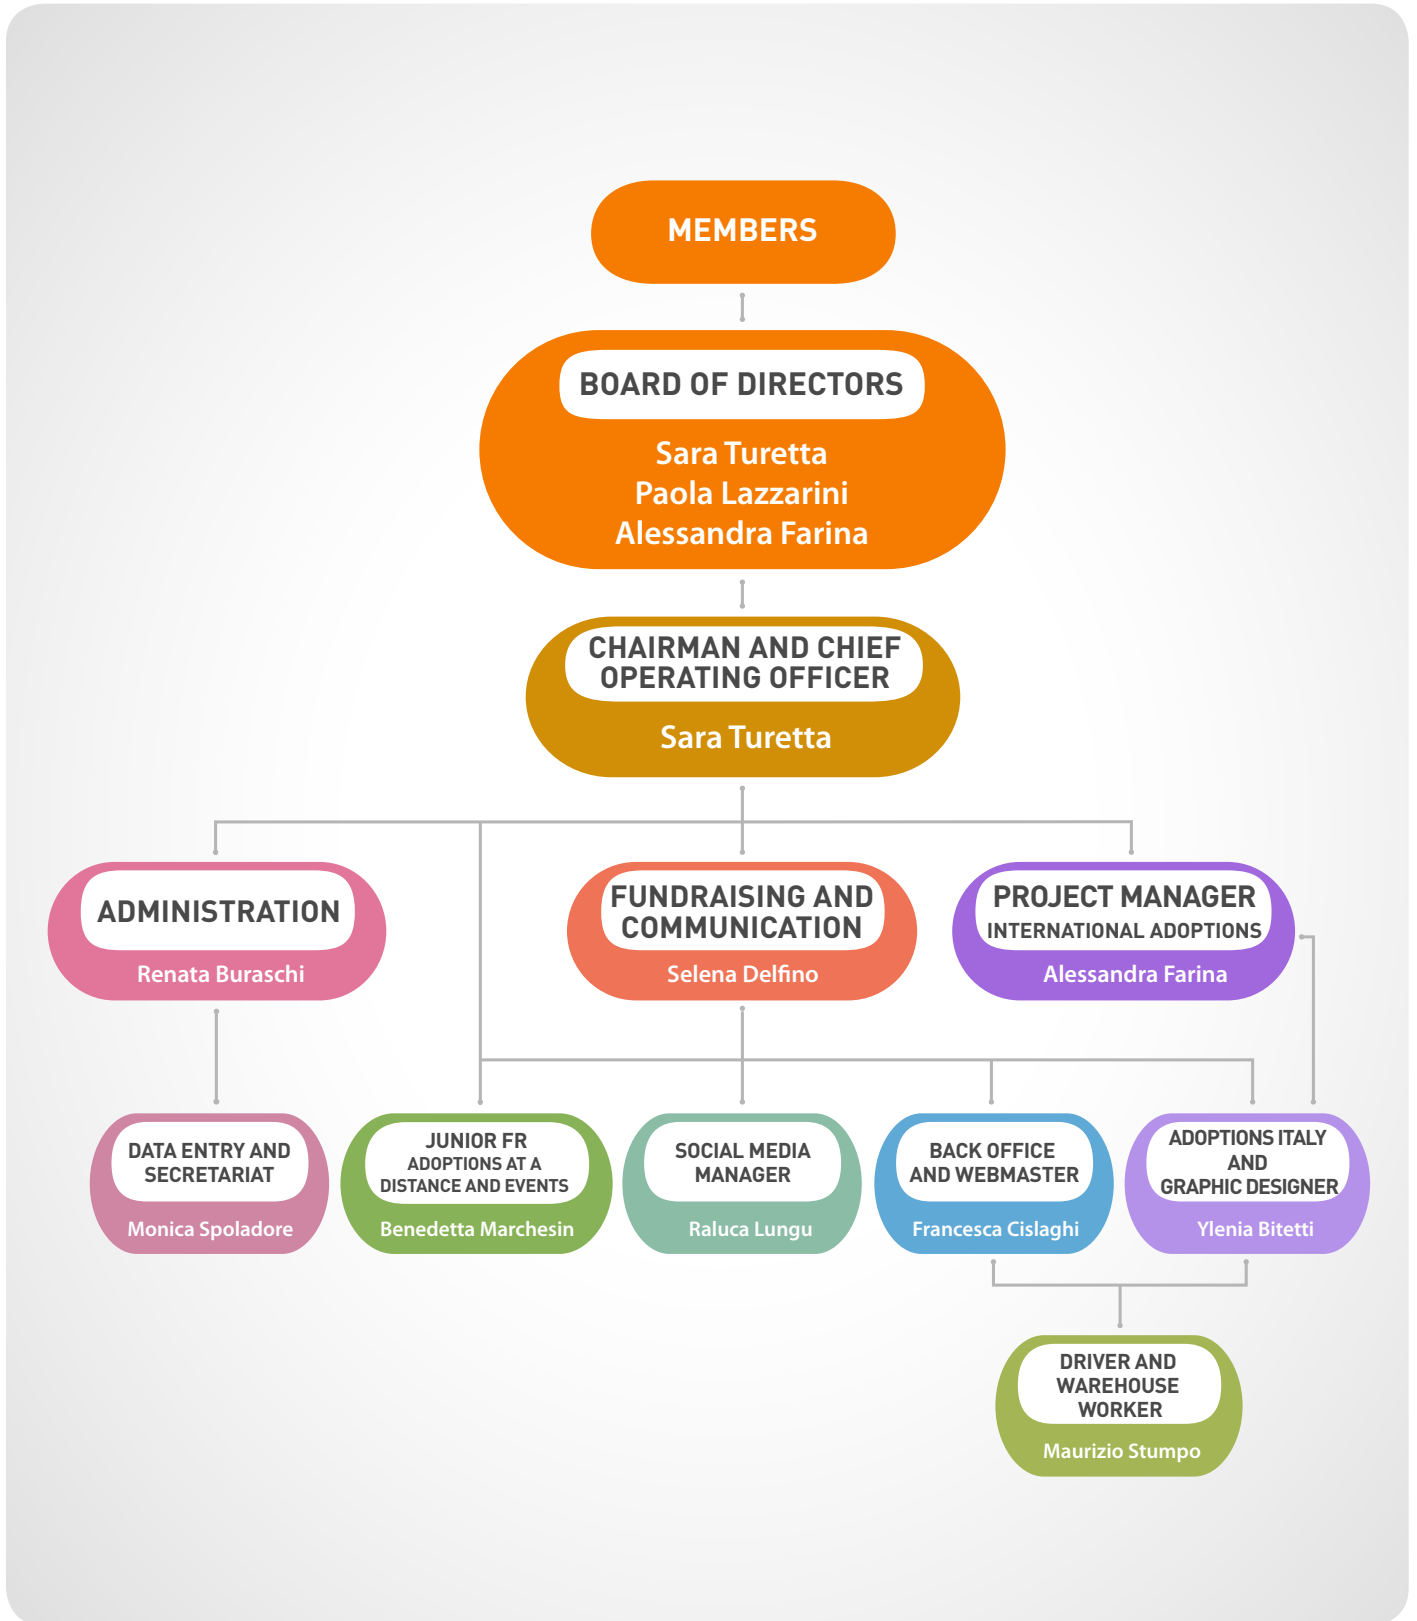 MEMBERS
BOARD OF DIRECTORS
Sara Turetta
Paola Lazzarini
Alessandra Farina
CHAIRMAN AND CHIEF
OPERATING OFFICER
Sara Turetta
ADMINISTRATION
Renata Buraschi
FUNDRAISING AND
COMMUNICATION
Selena Delfino
PROJECT MANAGER
INTERNATIONAL ADOPTIONS
Alessandra Farina
DATA ENTRY AND
SECRETARIAT
Monica Spoladore
JUNIOR FR
ADOPTIONS AT A
DISTANCE AND EVENTS
Benedetta Marchesin
SOCIAL MEDIA
MANAGER
Raluca Lungu
BACK OFFICE
AND WEBMASTER
Francesca Cislaghi
ADOPTIONS ITALY
AND
GRAPHIC DESIGNER
Ylenia Bitetti
DRIVER AND
WAREHOUSE
WORKER
Maurizio Stumpo